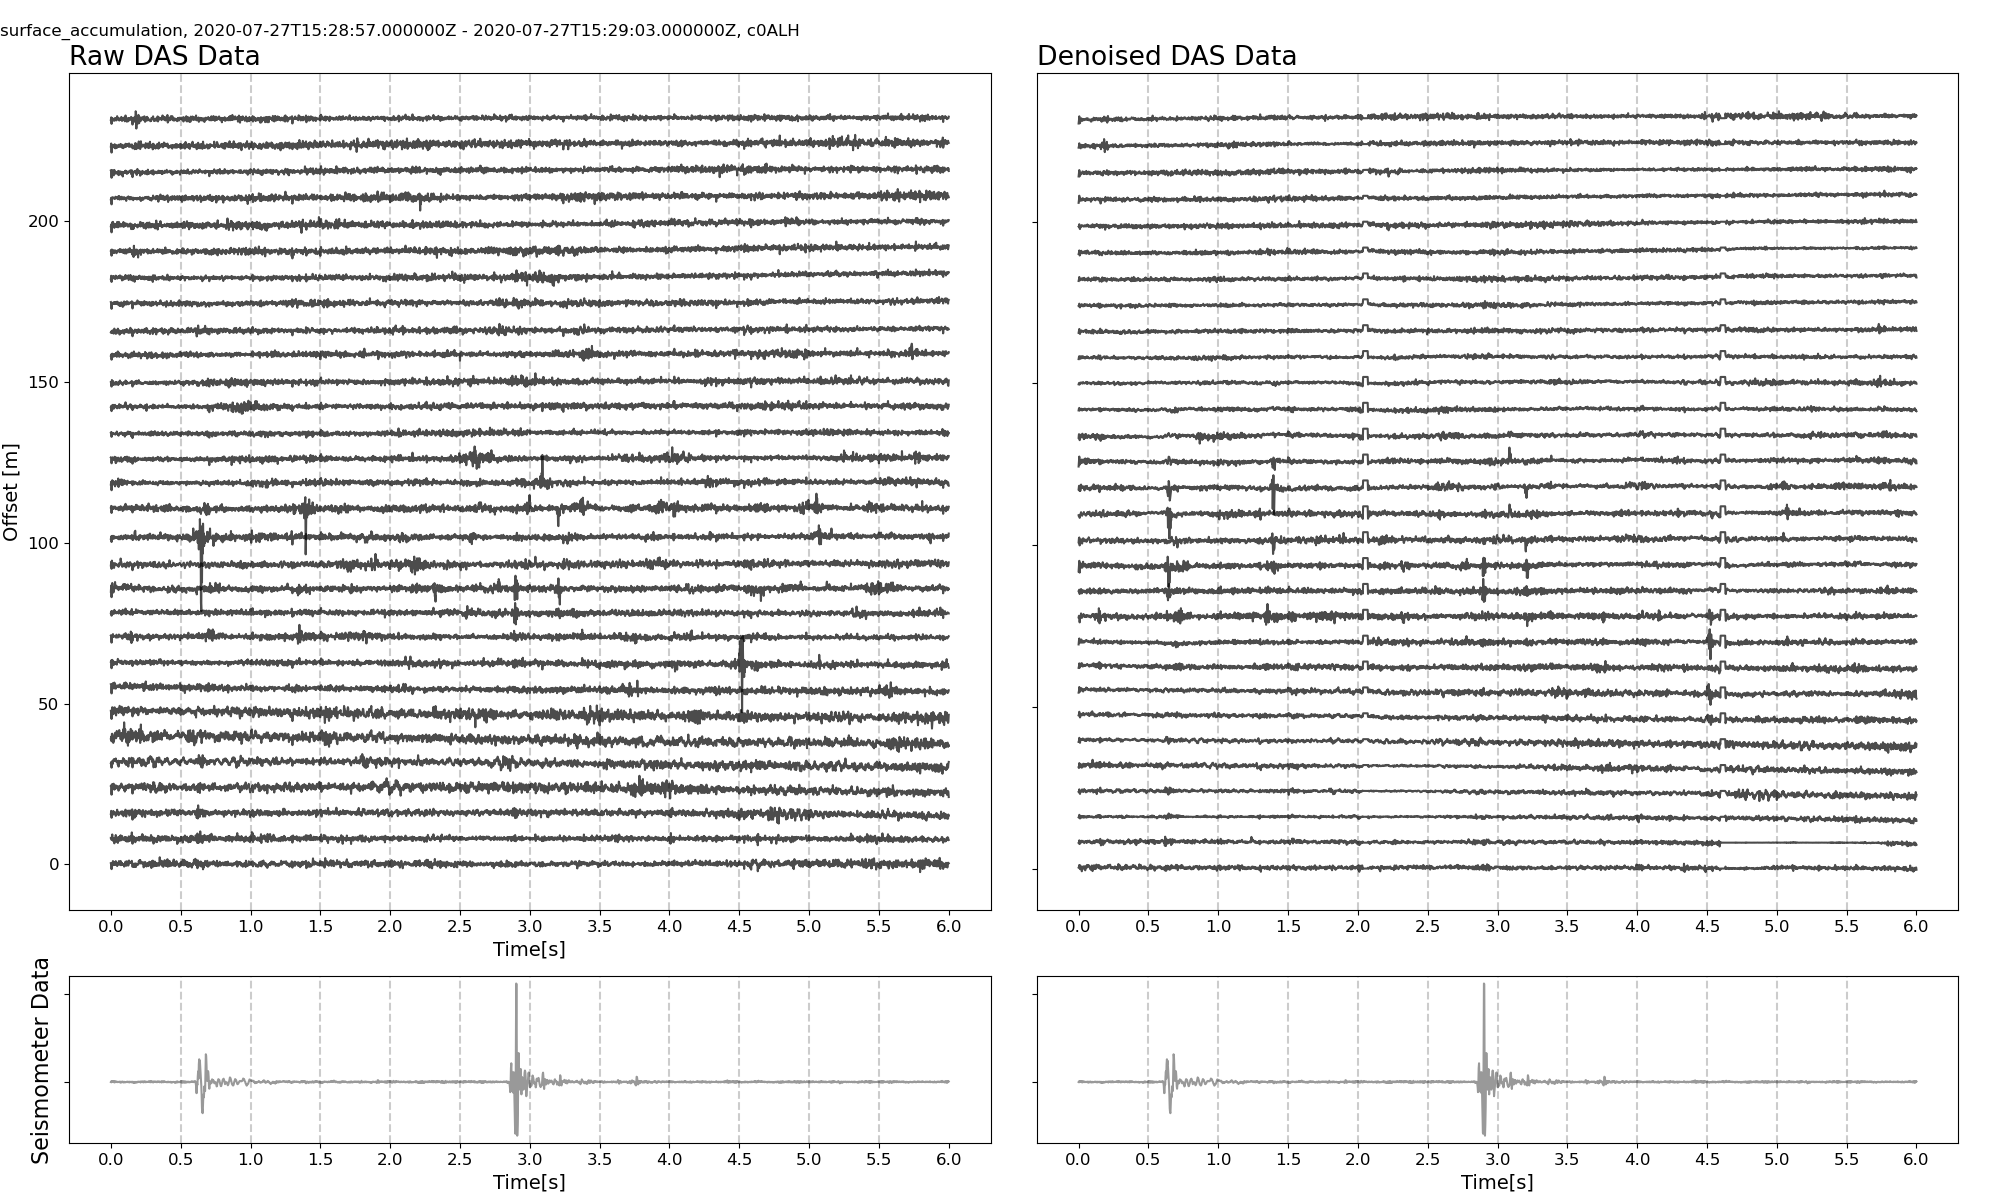 surface_accumulation, 2020-07-27T15:28:57.000000Z - 2020-07-27T15:29:03.000000Z, c0ALH
Raw DAS Data
Denoised DAS Data
Offset [m]
200
150
100
50
0
0.0 0.5 1.0 1.5 2.0 2.5 3.0 3.5 4.0 4.5 5.0 5.5 6.0
Time[s]
0.0 0.5 1.0 1.5 2.0 2.5 3.0 3.5 4.0 4.5 5.0 5.5 6.0
Seismometer Data
0.0 0.5 1.0 1.5 2.0 2.5 3.0 3.5 4.0 4.5 5.0 5.5 6.0
Time[s]
0.0 0.5 1.0 1.5 2.0 2.5 3.0 3.5 4.0 4.5 5.0 5.5 6.0
Time[s]